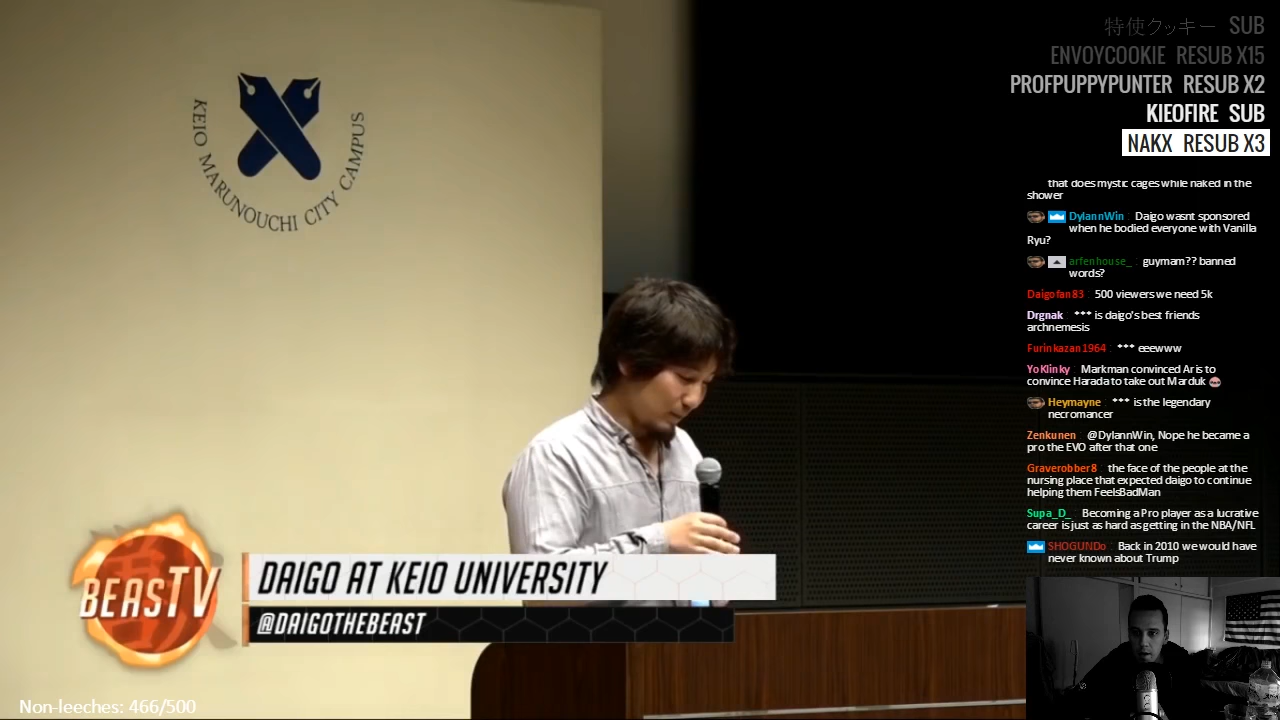 KEIO MARUNOUCHI CITY CAMPUS
特使クッキー SUB
ENVOYCOOKIE RESUB X15
PROFPUPPYPUNTER RESUB X2
KIEOFIRE SUB
NAKX RESUB X3
that does mystic cages while naked in the
shower
DylannWin: Daigo wasnt sponsored
when he bodied everyone with Vanilla
Ryu?
arfenhouse_: guymam?? banned
words?
Daigofan83: 500 viewers we need 5k
Drgnak: *** is daigo's best friends
archnemesis
Furinkazan1964: *** eeewww
YoKlinky: Markman convinced Aris to
convince Harada to take out Marduk
Heymayne: *** is the legendary
necromancer
Zenkunen: @DylannWin, Nope he became a
pro the EVO after that one
Graverobber8: the face of the people at the
nursing place that expected daigo to continue
helping them FeelsBadMan
Supa_D_: Becoming a Pro player as a lucrative
career is just as hard as getting in the NBA/NFL
SHOGUNDo: Back in 2010 we would have
never known about Trump
BEASTV
DAIGO AT KEIO UNIVERSITY
@DAIGOTHEBEAST
Non-leeches: 466/500